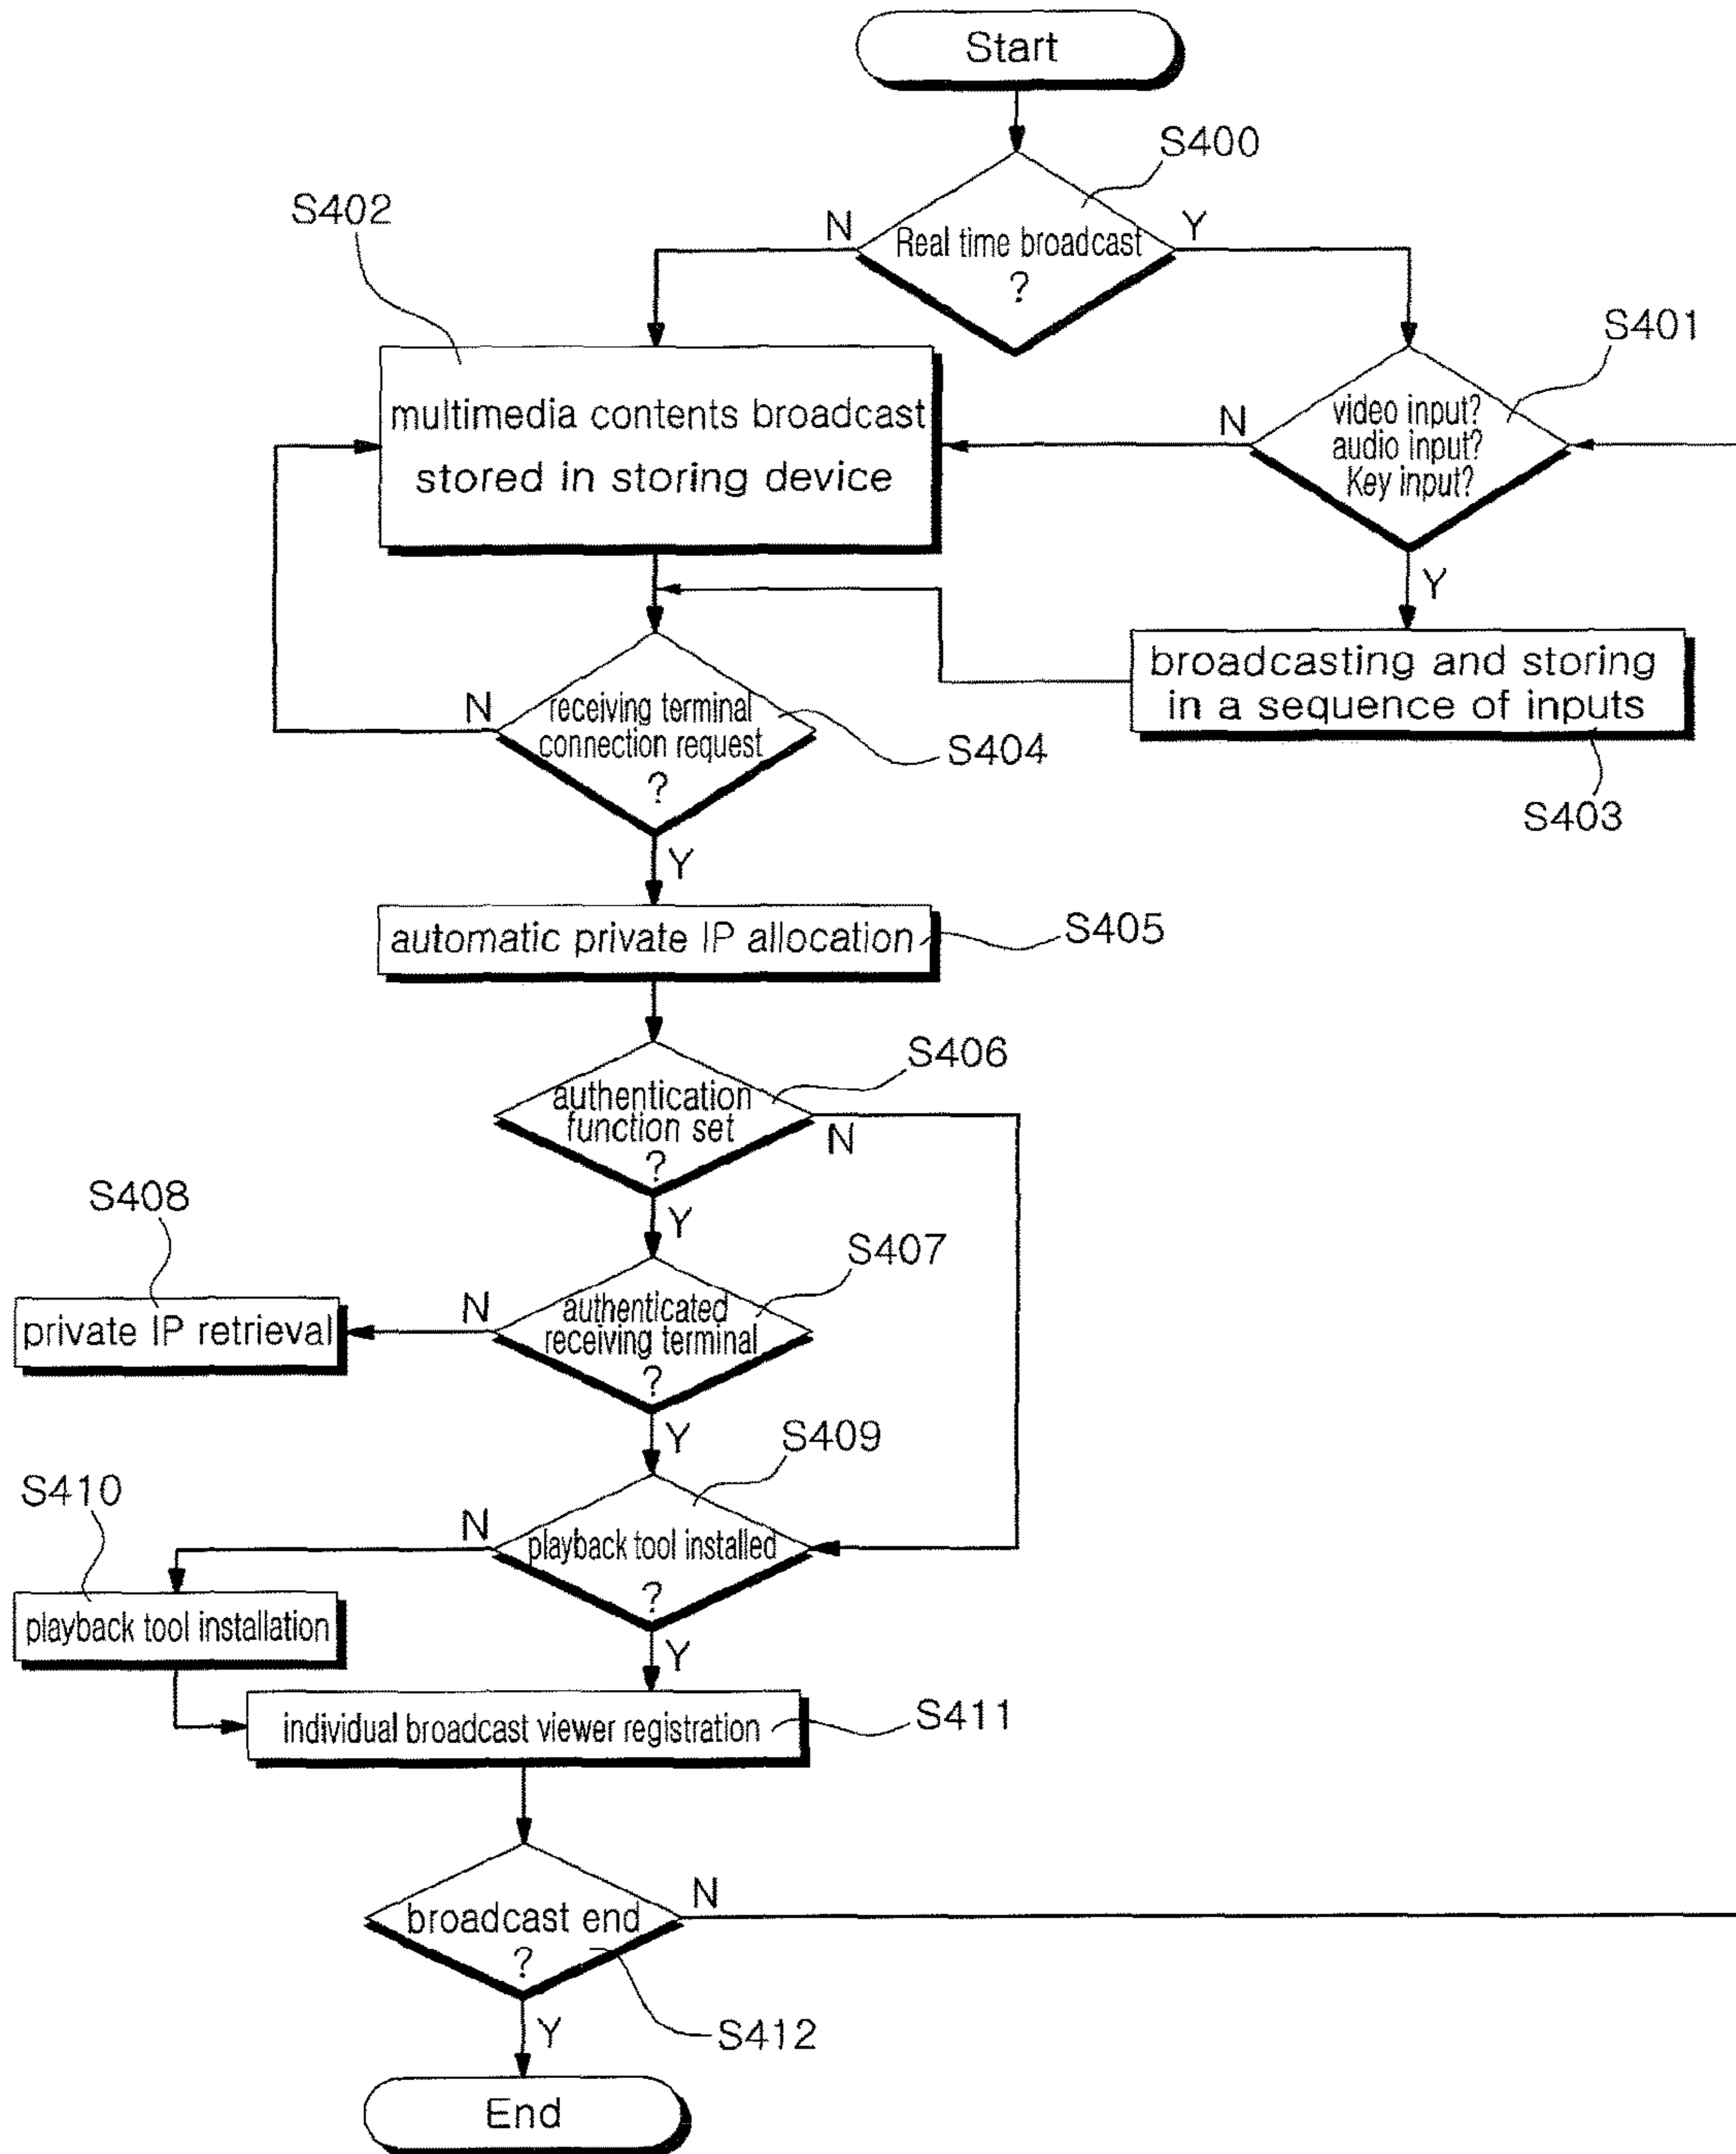 Start
S400
S402
N
Y
Real time broadcast
?
S401
multimedia contents broadcast
stored in storing device
N
video input?
audio input?
Key input?
Y
broadcasting and storing
in a sequence of inputs
N
receiving terminal
connection request
?
S404
S403
Y
automatic private IP allocation
S405
S406
authentication
function set
?
N
S408
Y
S407
private IP retrieval
N
authenticated
receiving terminal
?
Y
S409
S410
N
playback tool installed
?
playback tool installation
Y
individual broadcast viewer registration
S411
N
broadcast end
?
Y
S412
End